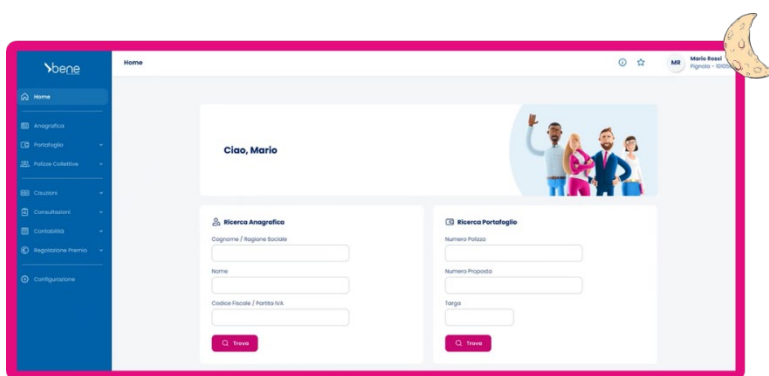 bene
Home
Mario Rossi
MR
Pignola - 
Home
Anagrafica
Portafoglio
Polizze Collettive
Cauzioni
Consultazioni
Contabilità
Regolazione Premio
Configurazione
Ciao, Mario
Ricerca Anagrafica
Cognome / Ragione Sociale
Nome
Codice Fiscale / Partita IVA
Trova
Ricerca Portafoglio
Numero Polizza
Numero Proposta
Targa
Trova